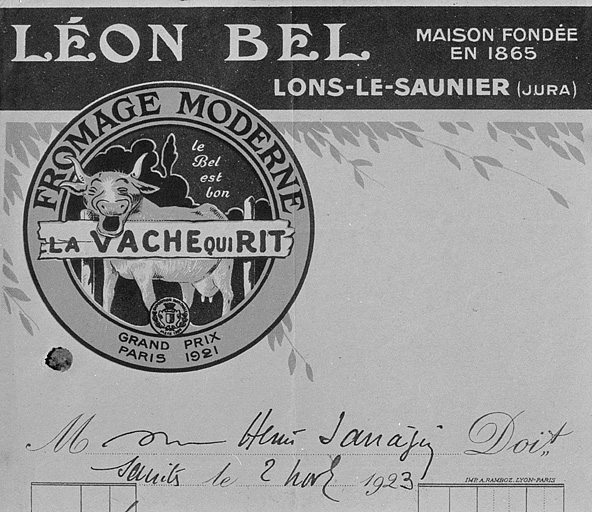 LÉON BEL
MAISON FONDÉE
EN 1865
LONS-LE-SAUNIER (JURA)
FROMAGE MODERNE
le
Bel
est
bon
LA VACHE QUI RIT
GRAND PRIX
PARIS 1921
M Henri Doit
le 2 1923
IMP. A. RAMBOZ. LYON-PARIS